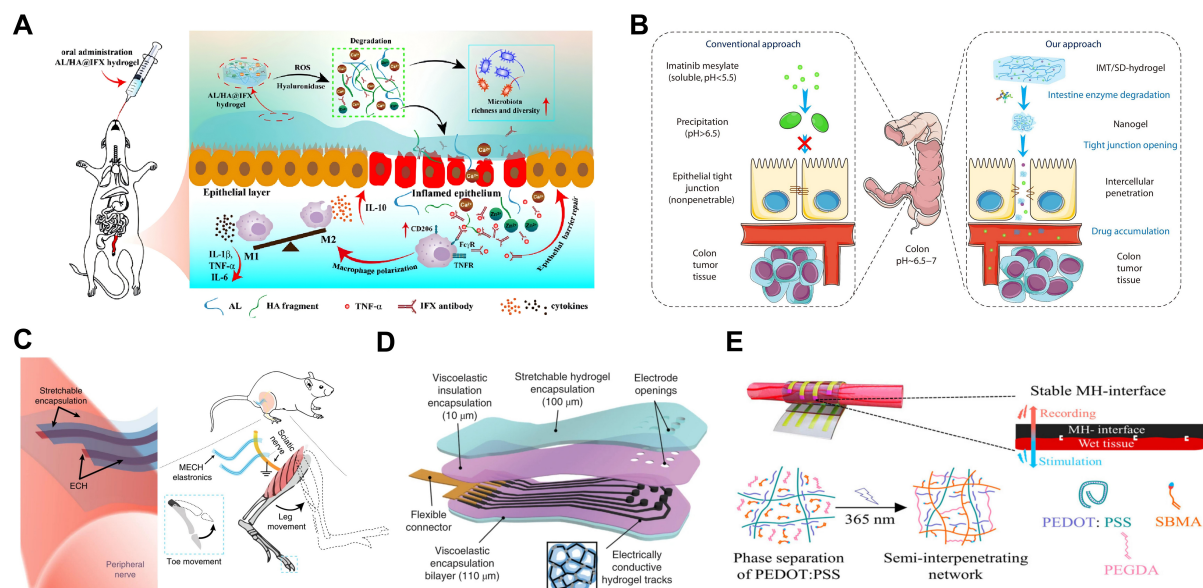 A
oral administration
AL/HA@IFX hydrogel
AL/HA@IFX
hydrogel
ROS
Hyaluronidase
Degradation
Ca²⁺
Zn²⁺
Microbiota
richness and diversity
Epithelial layer
Inflamed epithelium
IL-10
M2
M1
IL-1β,
TNF-α
IL-6
CD206
FcγR
TNFR
Macrophage polarization
Epithelial barrier repair
AL
HA fragment
TNF-α
IFX antibody
cytokines
B
Conventional approach
Imatinib mesylate
(soluble, pH<5.5)
Precipitation
(pH>6.5)
Epithelial tight
junction
(nonpenetrable)
Colon
tumor
tissue
Colon
pH~6.5–7
Our approach
IMT/SD-hydrogel
Intestine enzyme degradation
Nanogel
Tight junction opening
Intercellular
penetration
Drug accumulation
Colon
tumor
tissue
C
Stretchable
encapsulation
ECH
Peripheral
nerve
MECH
elastronics
Sciatic
nerve
Leg
movement
Toe movement
D
Viscoelastic
insulation
encapsulation
(10 μm)
Stretchable hydrogel
encapsulation
(100 μm)
Electrode
openings
Flexible
connector
Viscoelastic
encapsulation
bilayer (110 μm)
Electrically
conductive
hydrogel tracks
E
Stable MH-interface
Recording
MH- interface
Wet tissue
Stimulation
365 nm
Phase separation
of PEDOT:PSS
Semi-interpenetrating
network
PEDOT: PSS
SBMA
PEGDA